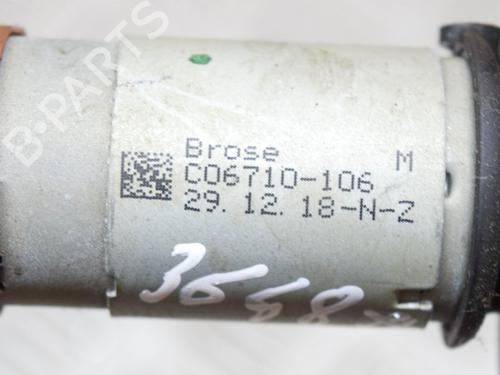 B-PARTS
Brose M
C06710-106
29.12.18-N-Z